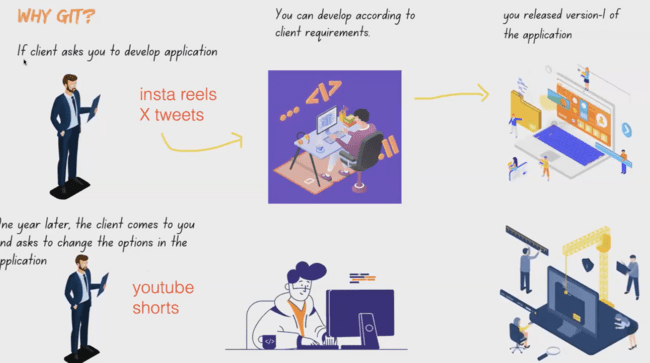 WHY GIT?
If client asks you to develop application
insta reels
X tweets
You can develop according to
client requirements.
you released version-1 of
the application
One year later, the client comes to you
and asks to change the options in the
application
youtube
shorts